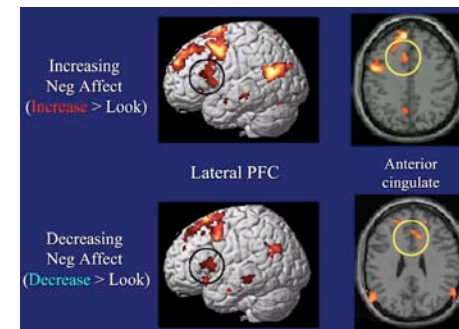 Increasing
Neg Affect
(Increase > Look)
Lateral PFC
Anterior
cingulate
Decreasing
Neg Affect
(Decrease > Look)